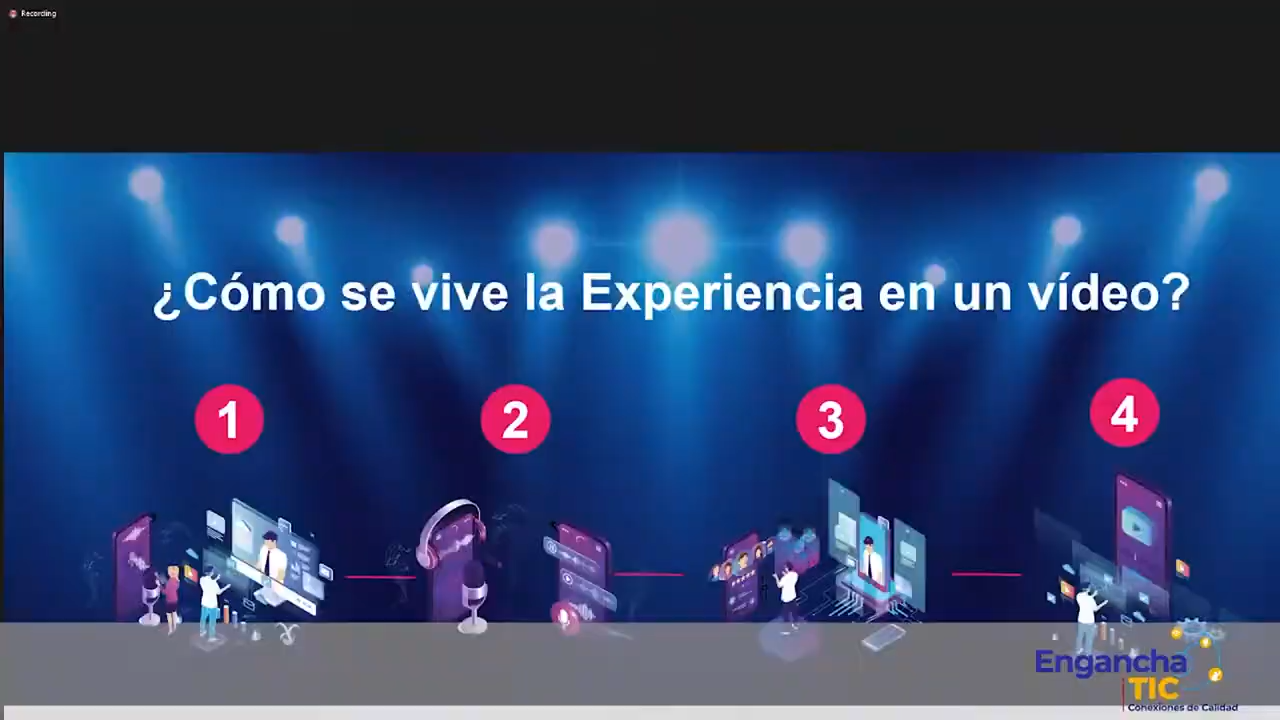 Recording
¿Cómo se vive la Experiencia en un vídeo?
1
2
3
4
Engancha
TIC
Conexiones de Calidad